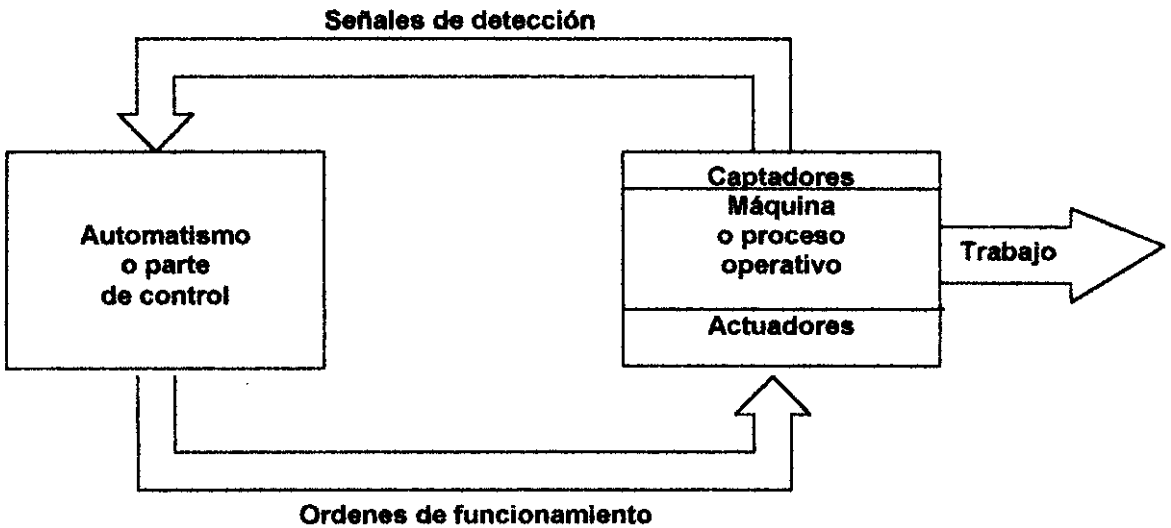 Señales de detección
Automatismo
o parte
de control
Captadores
Máquina
o proceso
operativo
Actuadores
Trabajo
Ordenes de funcionamiento